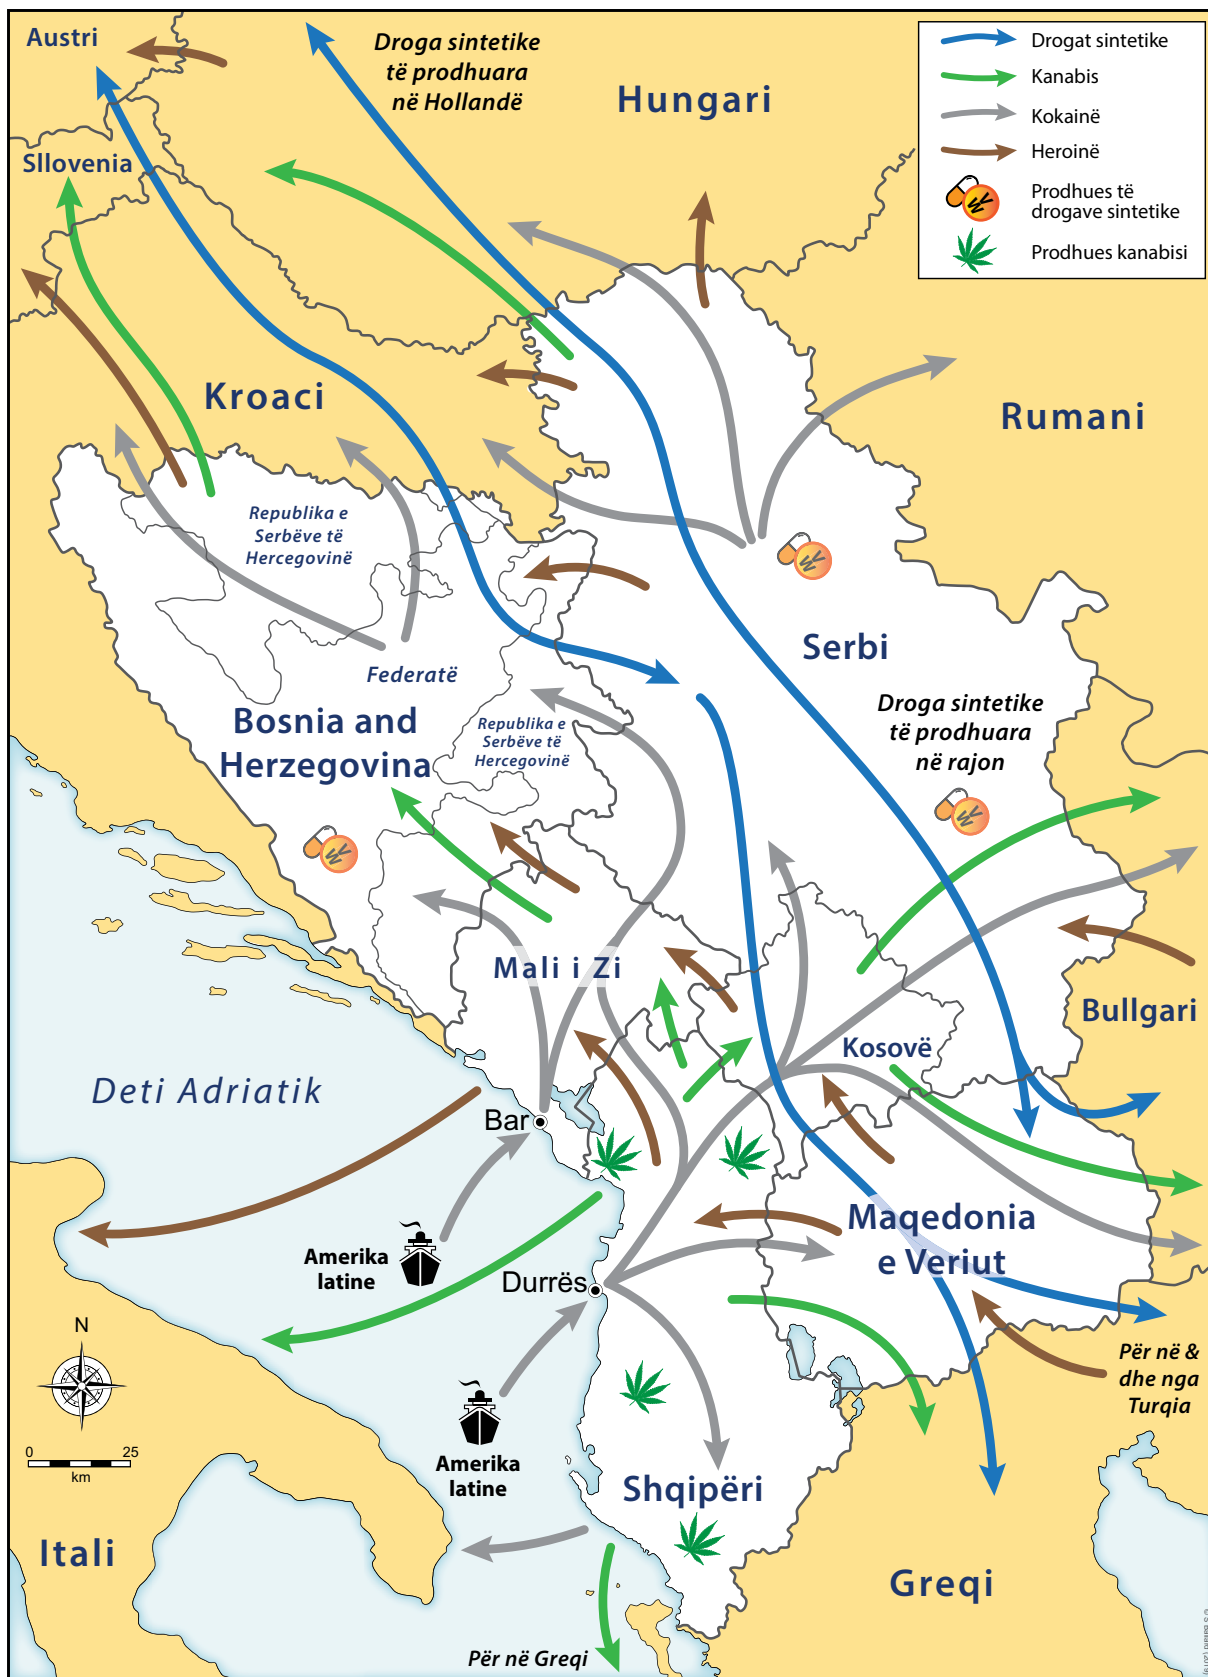 Austri
Droga sintetike
të prodhuara
në Hollandë
Hungari
Drogat sintetike
Kanabis
Kokainë
Heroinë
Prodhues të
drogave sintetike
Prodhues kanabisi
Sllovenia
Kroaci
Rumani
Republika e
Serbëve të
Hercegovinë
Serbi
Federatë
Bosnia and
Herzegovina
Republika e
Serbëve të
Hercegovinë
Droga sintetike
të prodhuara
në rajon
Mali i Zi
Bullgari
Kosovë
Deti Adriatik
Bar
Maqedonia
e Veriut
Amerika
latine
Durrës
N
Për në &
dhe nga
Turqia
0 25
km
Amerika
latine
Shqipëri
Itali
Greqi
Për në Greqi